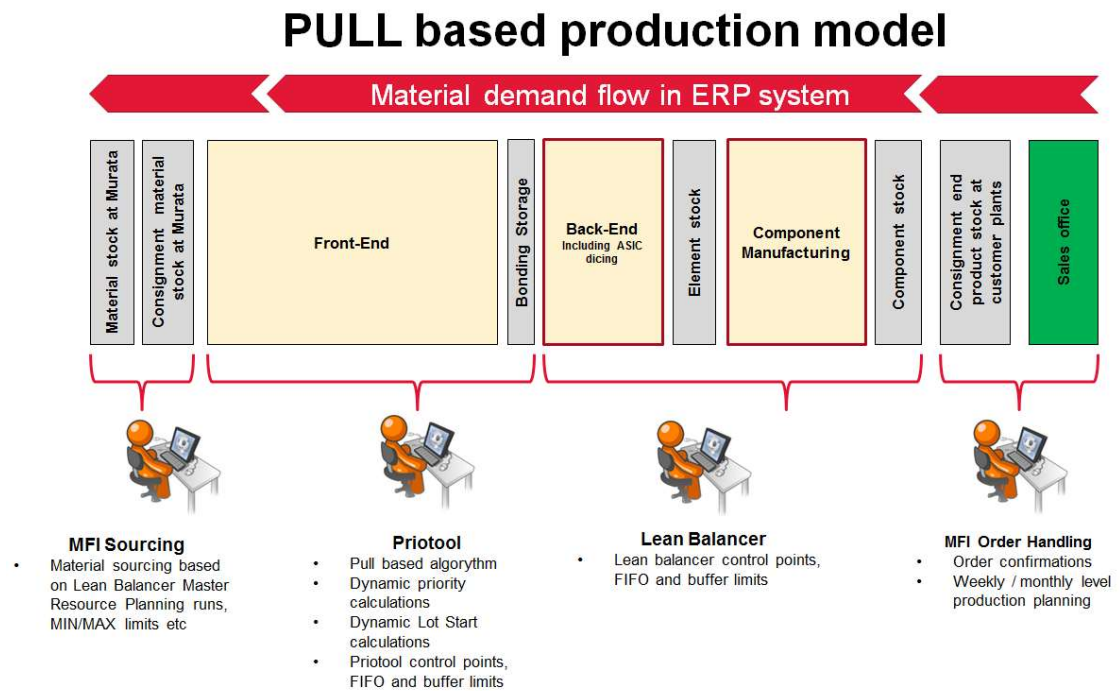 PULL based production model
Material demand flow in ERP system
Material stock at Murata
Consignment material
stock at Murata
Front-End
Bonding Storage
Back-End
Including ASIC
dicing
Element stock
Component
Manufacturing
Component stock
Consignment end
product stock at
customer plants
Sales office
MFI Sourcing
• Material sourcing based
on Lean Balancer Master
Resource Planning runs,
MIN/MAX limits etc
Priotool
• Pull based algorythm
• Dynamic priority
calculations
• Dynamic Lot Start
calculations
• Priotool control points,
FIFO and buffer limits
Lean Balancer
• Lean balancer control points,
FIFO and buffer limits
MFI Order Handling
• Order confirmations
• Weekly / monthly level
production planning